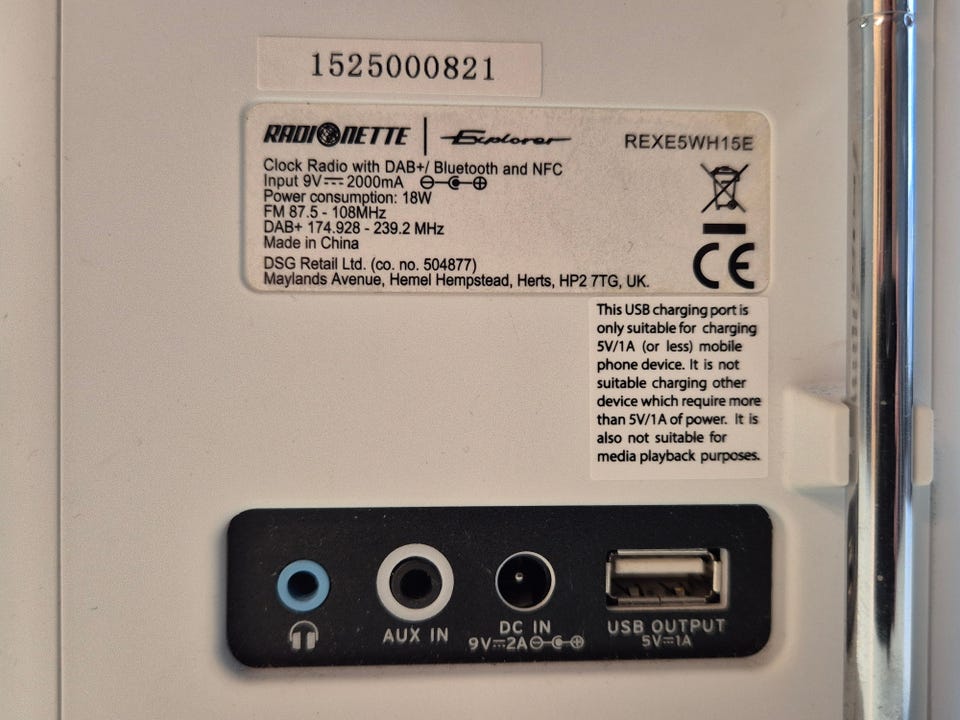 1525000821
RADIONETTE | Explorer REXE5WH15E
Clock Radio with DAB+/ Bluetooth and NFC
Input 9V⎓ 2000mA
Power consumption: 18W
FM 87.5 - 108MHz
DAB+ 174.928 - 239.2 MHz
Made in China
DSG Retail Ltd. (co. no. 504877)
Maylands Avenue, Hemel Hempstead, Herts, HP2 7TG, UK.
CE
This USB charging port is
only suitable for charging
5V/1A (or less) mobile
phone device. It is not
suitable charging other
device which require more
than 5V/1A of power. It is
also not suitable for
media playback purposes.
AUX IN
DC IN
9V⎓2A
USB OUTPUT
5V⎓1A